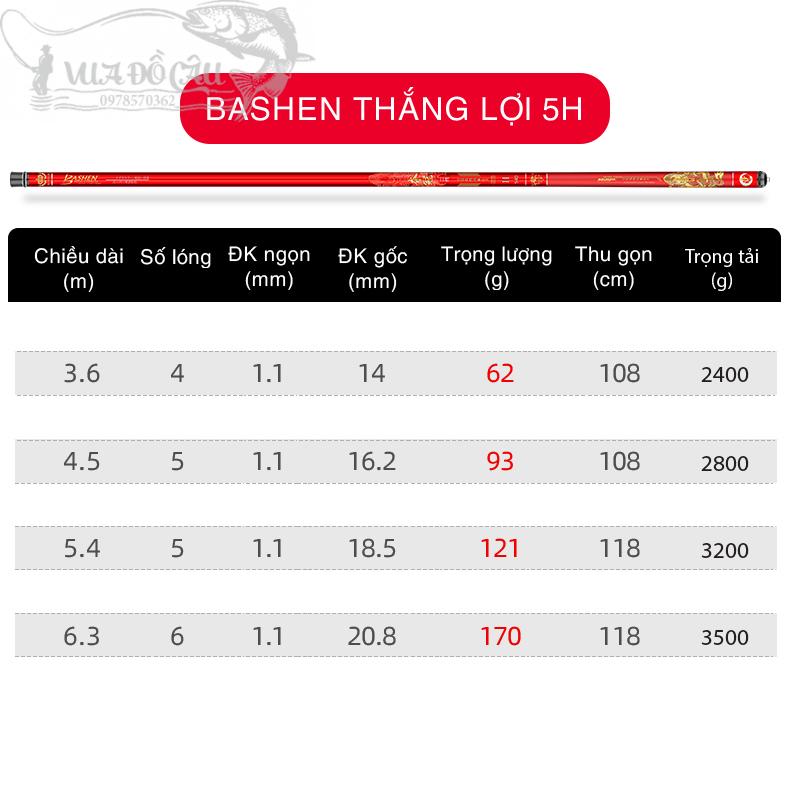 VUA ĐỒ CÂU
0978570362
BASHEN THẮNG LỢI 5H
BASHEN
Chiều dài (m) Số lóng ĐK ngọn (mm) ĐK gốc (mm) Trọng lượng (g) Thu gọn (cm) Trọng tải (g)
3.6 4 1.1 14 62 108 2400
4.5 5 1.1 16.2 93 108 2800
5.4 5 1.1 18.5 121 118 3200
6.3 6 1.1 20.8 170 118 3500